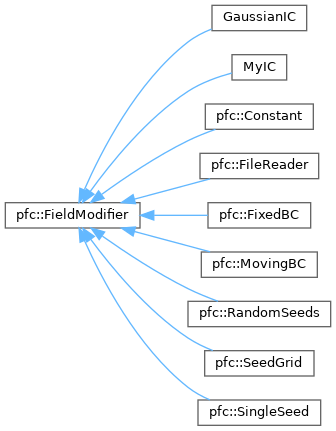 GaussianIC
MyIC
pfc::Constant
pfc::FileReader
pfc::FieldModifier
pfc::FixedBC
pfc::MovingBC
pfc::RandomSeeds
pfc::SeedGrid
pfc::SingleSeed